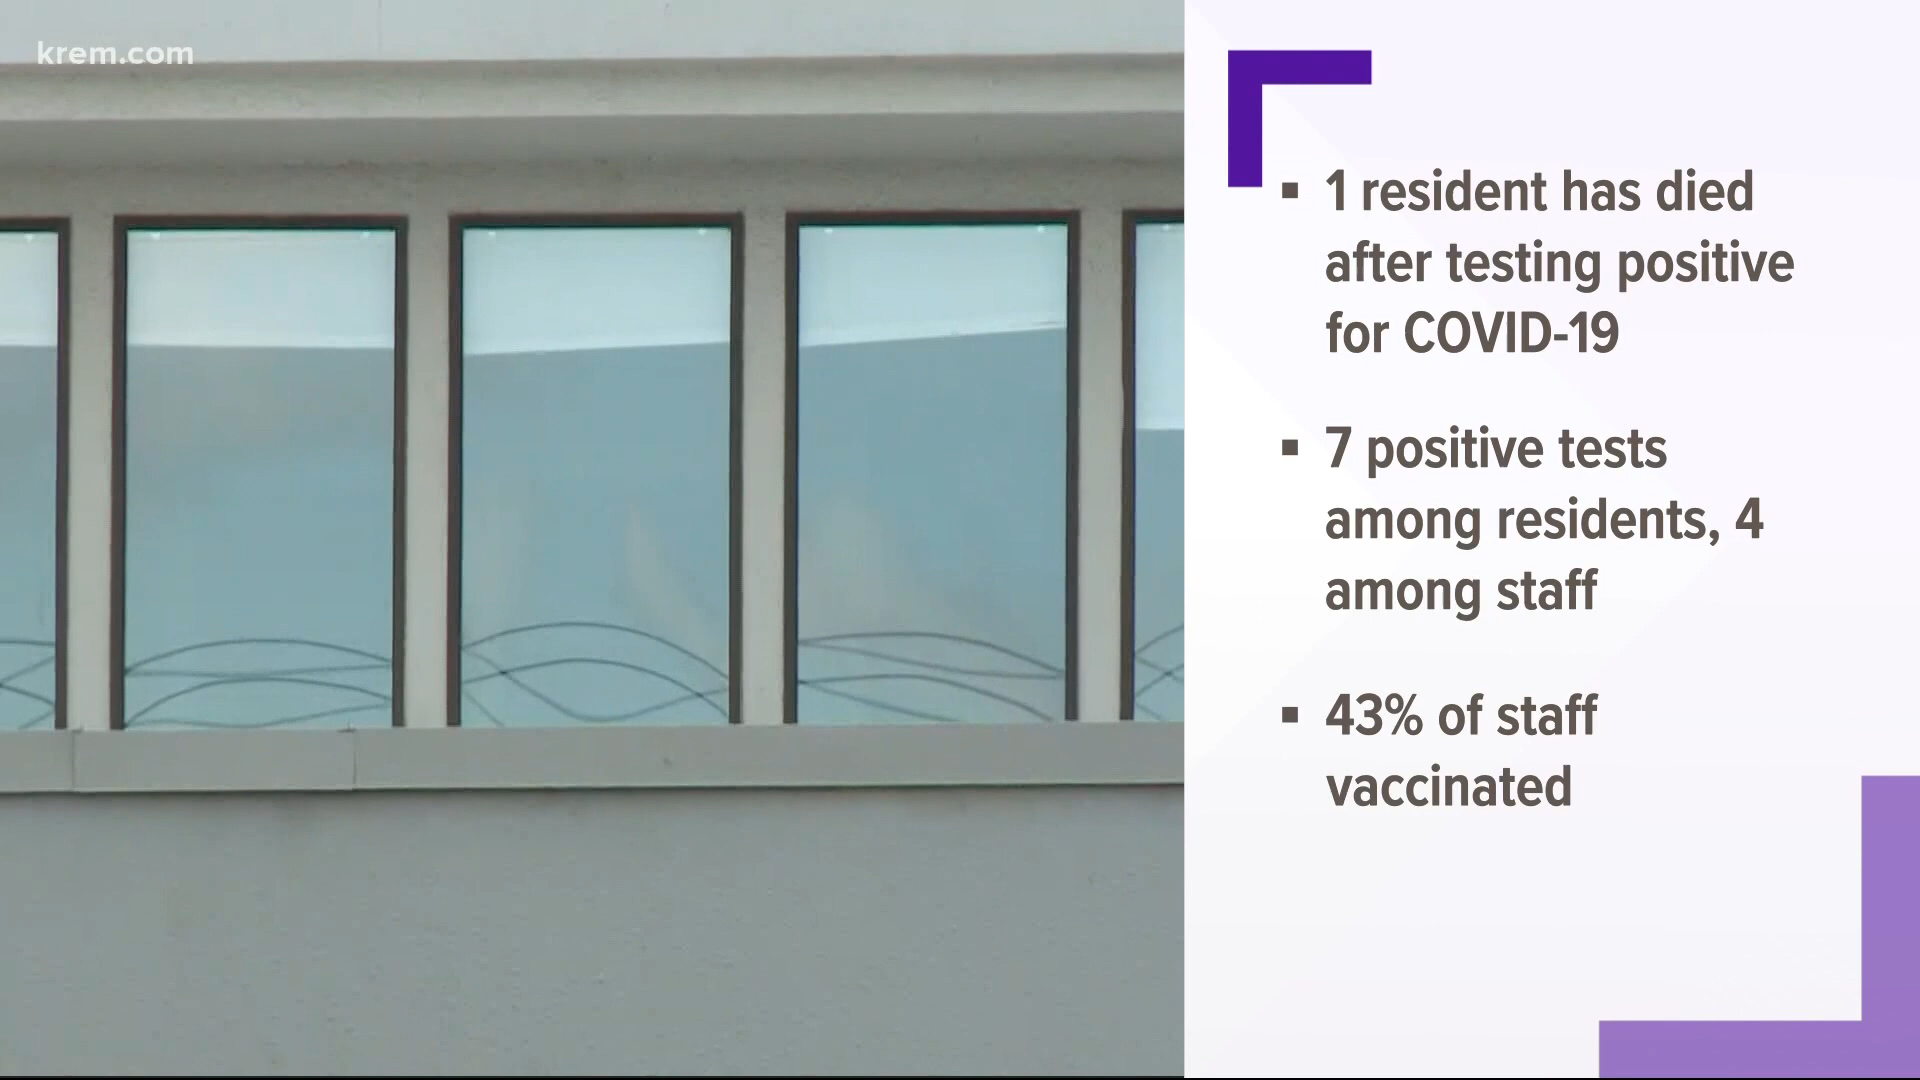 krem.com
▪ 1 resident has died
after testing positive
for COVID-19
▪ 7 positive tests
among residents, 4
among staff
▪ 43% of staff
vaccinated